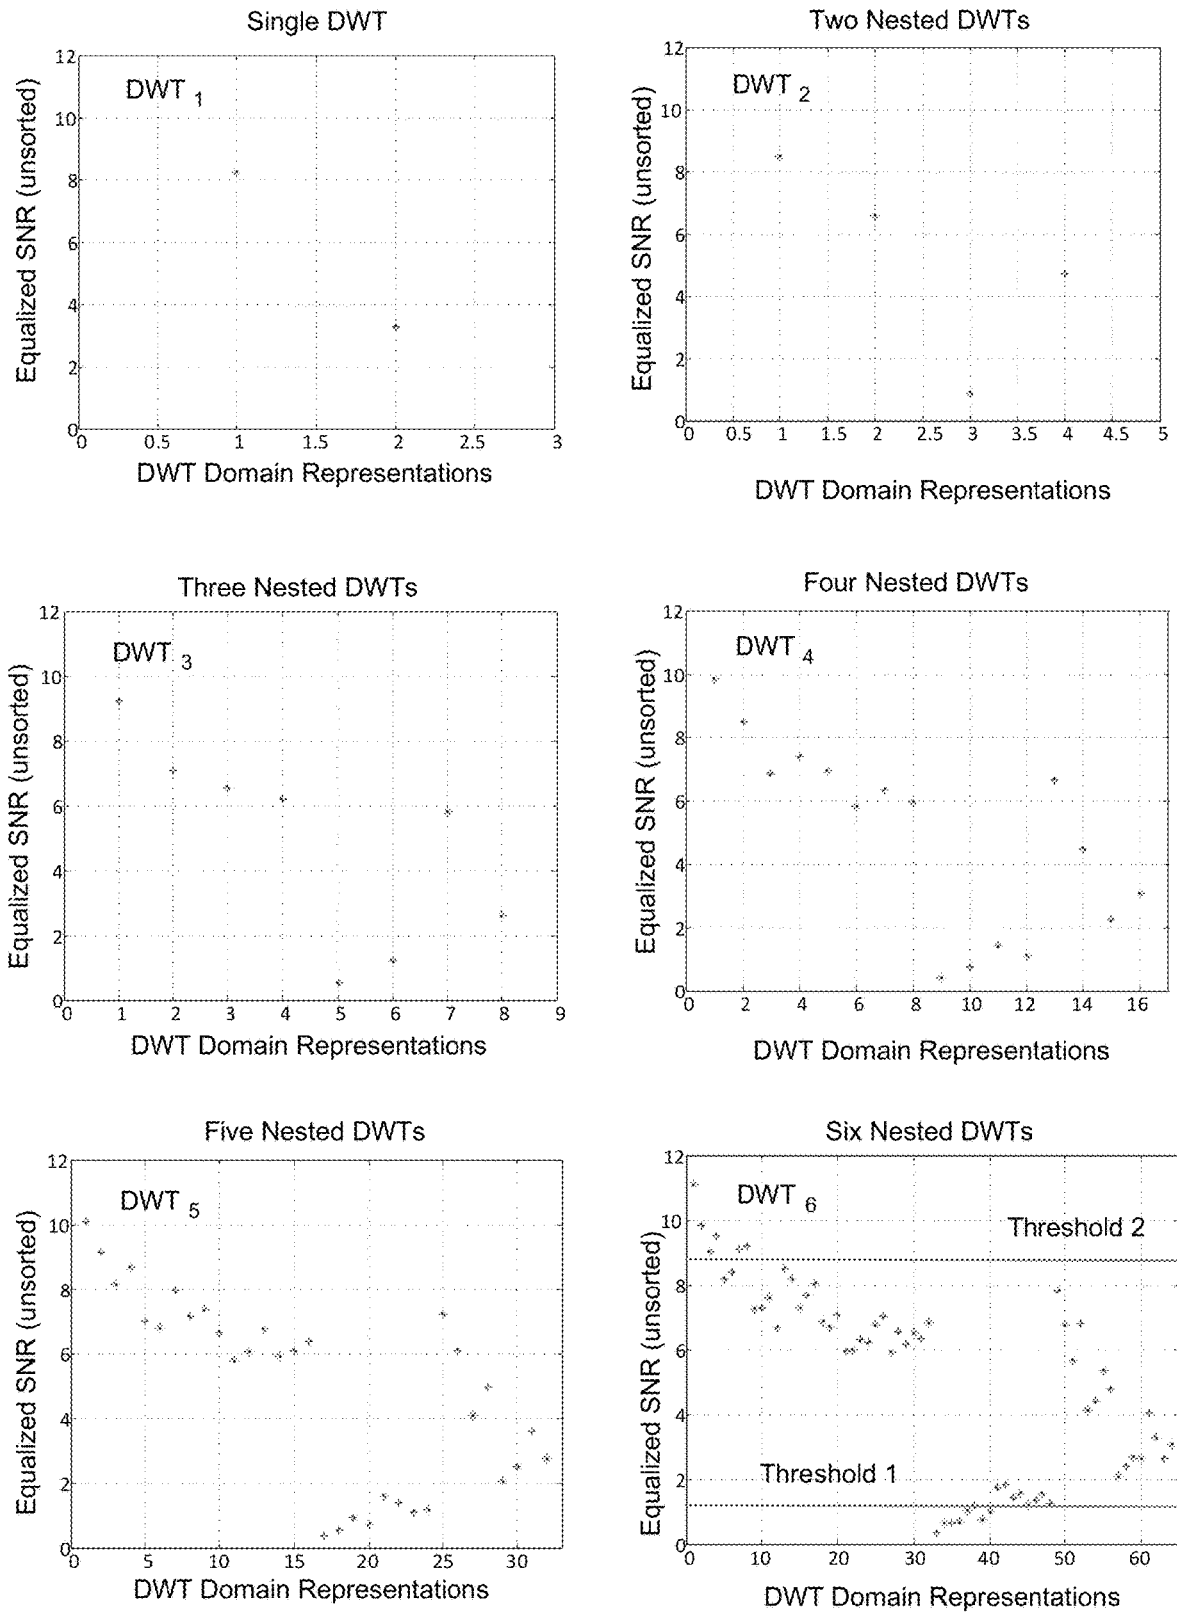 Single DWT
Equalized SNR (unsorted)
DWT 1
12
10
8
6
4
2
0
0 0.5 1 1.5 2 2.5 3
DWT Domain Representations
Two Nested DWTs
Equalized SNR (unsorted)
DWT 2
12
10
8
6
4
2
0
0 0.5 1 1.5 2 2.5 3 3.5 4 4.5 5
DWT Domain Representations
Three Nested DWTs
Equalized SNR (unsorted)
DWT 3
12
10
8
6
4
2
0
0 1 2 3 4 5 6 7 8 9
DWT Domain Representations
Four Nested DWTs
Equalized SNR (unsorted)
DWT 4
12
10
8
6
4
2
0
2 4 6 8 10 12 14 16
DWT Domain Representations
Five Nested DWTs
Equalized SNR (unsorted)
DWT 5
12
10
8
6
4
2
0
0 5 10 15 20 25 30
DWT Domain Representations
Six Nested DWTs
Equalized SNR (unsorted)
DWT 6
Threshold 2
Threshold 1
12
10
8
6
4
2
0
0 10 20 30 40 50 60
DWT Domain Representations